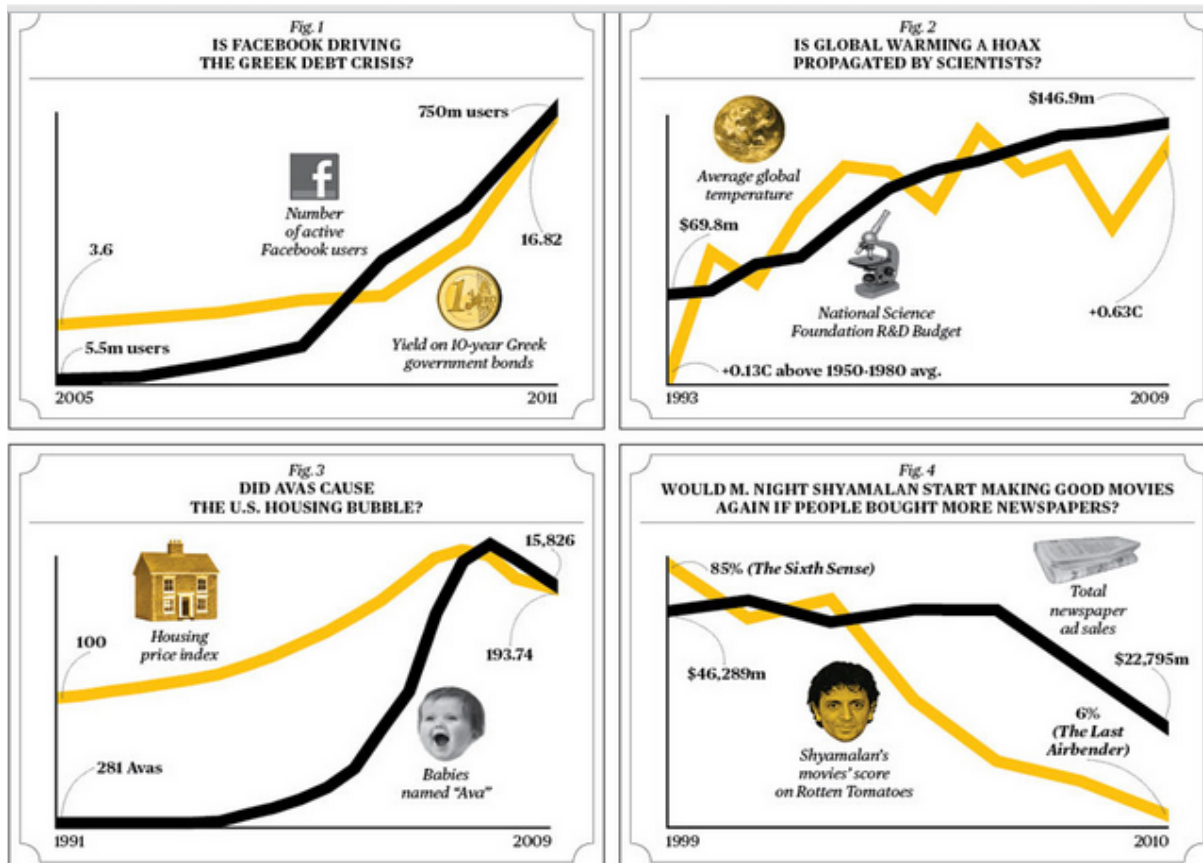 Fig. 1
IS FACEBOOK DRIVING
THE GREEK DEBT CRISIS?
750m users
f
Number
of active
Facebook users
3.6
16.82
1
5.5m users
Yield on 10-year Greek
government bonds
2005
2011
Fig. 2
IS GLOBAL WARMING A HOAX
PROPAGATED BY SCIENTISTS?
$146.9m
Average global
temperature
$69.8m
National Science
Foundation R&D Budget
+0.63C
+0.13C above 1950-1980 avg.
1993
2009
Fig. 3
DID AVAS CAUSE
THE U.S. HOUSING BUBBLE?
15,826
Housing
price index
100
193.74
281 Avas
Babies
named "Ava"
1991
2009
Fig. 4
WOULD M. NIGHT SHYAMALAN START MAKING GOOD MOVIES
AGAIN IF PEOPLE BOUGHT MORE NEWSPAPERS?
85% (The Sixth Sense)
Total
newspaper
ad sales
$46,289m
$22,795m
6%
(The Last
Airbender)
Shyamalan's
movies' score
on Rotten Tomatoes
1999
2010